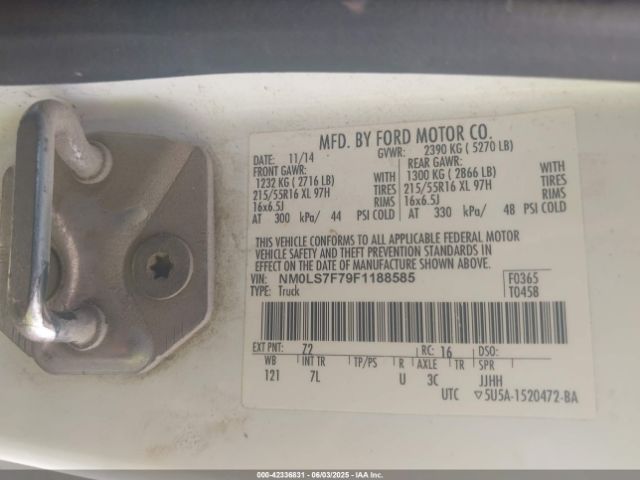 MFD. BY FORD MOTOR CO.
DATE: 11/14 GVWR: 2390 KG ( 5270 LB)
FRONT GAWR: REAR GAWR:
1232 KG ( 2716 LB) WITH 1300 KG ( 2866 LB) WITH
215/55R16 XL 97H TIRES 215/55R16 XL 97H TIRES
16x6.5J RIMS 16x6.5J RIMS
AT 300 kPa/ 44 PSI COLD AT 330 kPa/ 48 PSI COLD
THIS VEHICLE CONFORMS TO ALL APPLICABLE FEDERAL MOTOR
VEHICLE SAFETY AND THEFT PREVENTION STANDARDS IN
EFFECT ON THE DATE OF MANUFACTURE SHOWN ABOVE.
VIN: NM0LS7F79F1188585 F0365
TYPE: Truck T0458
EXT PNT: 7Z RC: 16 DSO:
WB INT TR TP/PS R AXLE TR SPR
121 7L U 3C JJHH
UTC ▽5U5A-1520472-BA
000-42336831 - 06/03/2025 - IAAI.COM